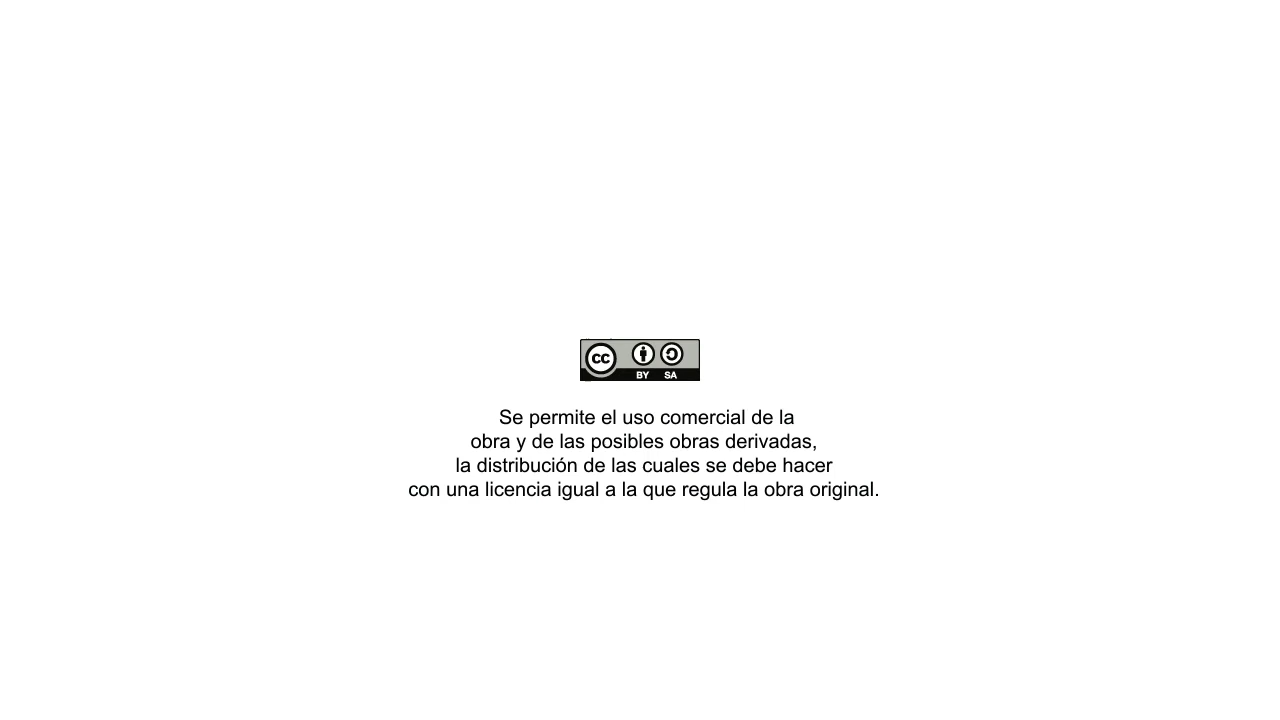 cc
BY SA
Se permite el uso comercial de la
obra y de las posibles obras derivadas,
la distribución de las cuales se debe hacer
con una licencia igual a la que regula la obra original.